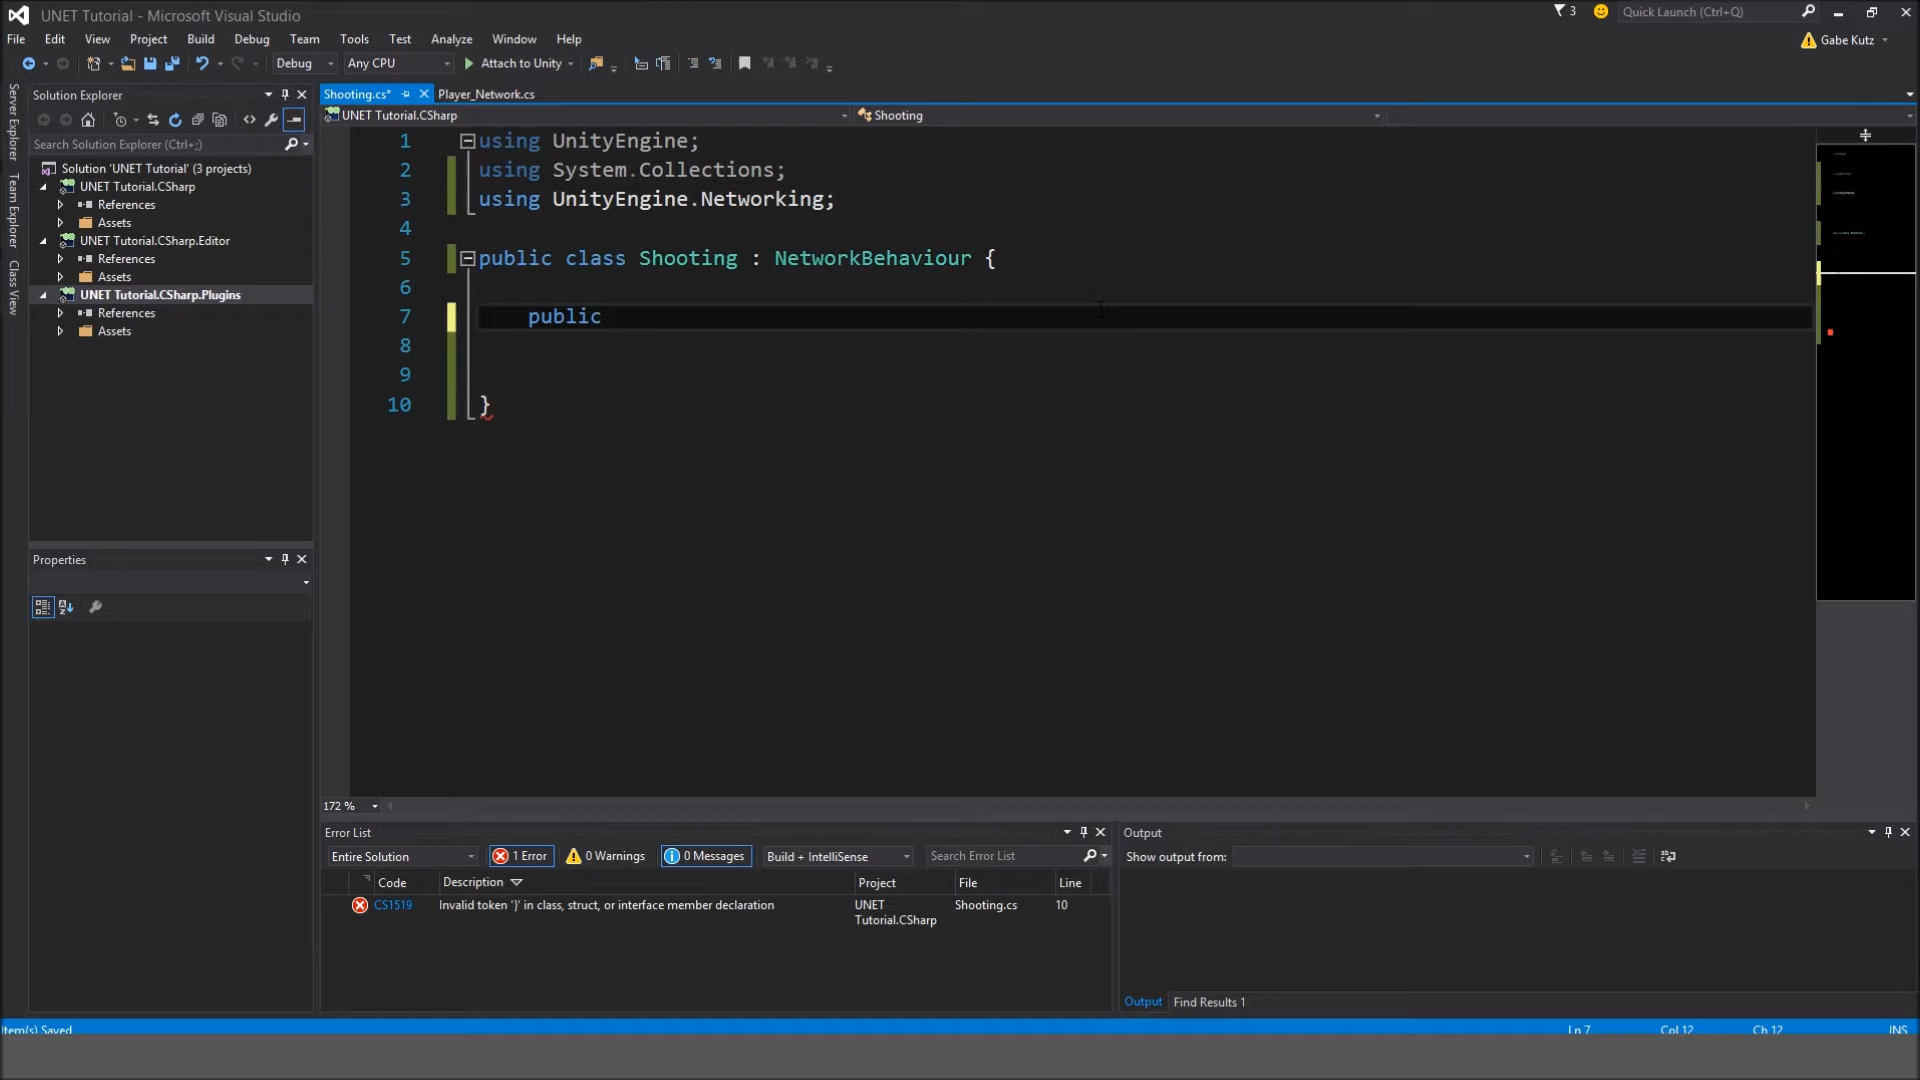 UNET Tutorial - Microsoft Visual Studio
3
Quick Launch (Ctrl+Q)
File Edit View Project Build Debug Team Tools Test Analyze Window Help
Gabe Kutz
Debug Any CPU Attach to Unity
Server Explorer
Team Explorer
Class View
Solution Explorer
Search Solution Explorer (Ctrl+;)
Solution 'UNET Tutorial' (3 projects)
UNET Tutorial.CSharp
References
Assets
UNET Tutorial.CSharp.Editor
References
Assets
UNET Tutorial.CSharp.Plugins
References
Assets
Properties
Shooting.cs* Player_Network.cs
UNET Tutorial.CSharp Shooting
1 using UnityEngine;
2 using System.Collections;
3 using UnityEngine.Networking;
4
5 public class Shooting : NetworkBehaviour {
6
7 public
8
9
10 }
172 %
Error List
Entire Solution 1 Error 0 Warnings 0 Messages Build + IntelliSense Search Error List
Code Description Project File Line
CS1519 Invalid token '}' in class, struct, or interface member declaration UNET Tutorial.CSharp Shooting.cs 10
Output
Show output from:
Output Find Results 1
Item(s) Saved Ln 7 Col 12 Ch 12 INS